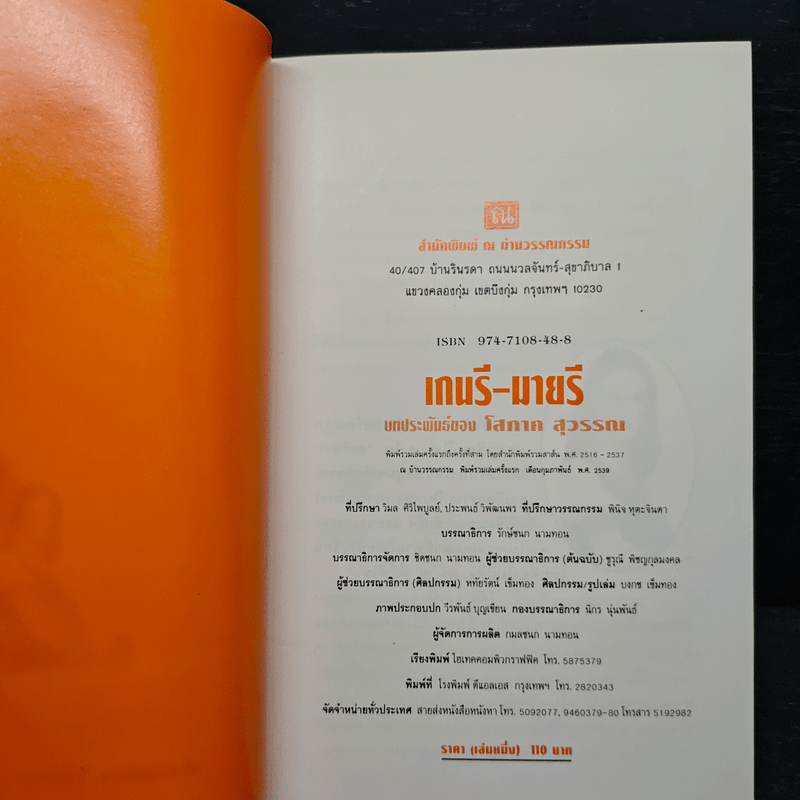 ณ
สำนักพิมพ์ ณ บ้านวรรณกรรม
40/407 บ้านรินรดา ถนนนวลจันทร์-สุขาภิบาล 1
แขวงคลองกุ่ม เขตบึงกุ่ม กรุงเทพฯ 10230
ISBN 974-7108-48-8
เกนรี-มายรี
บทประพันธ์ของ โสภาค สุวรรณ
พิมพ์รวมเล่มครั้งแรกถึงครั้งที่สาม โดยสำนักพิมพ์รวมสาส์น พ.ศ. 2516 - 2537
ณ บ้านวรรณกรรม พิมพ์รวมเล่มครั้งแรก เดือนกุมภาพันธ์ พ.ศ. 2539
ที่ปรึกษา วิมล ศิริไพบูลย์, ประพนธ์ วิพัฒนพร ที่ปรึกษาวรรณกรรม พินิจ หุตะจินดา
บรรณาธิการ รักษ์ชนก นามทอน
บรรณาธิการจัดการ ชิดชนก นามทอน ผู้ช่วยบรรณาธิการ (ต้นฉบับ) ชูรุณี พิชญกุลมงคล
ผู้ช่วยบรรณาธิการ (ศิลปกรรม) หทัยรัตน์ เข็มทอง ศิลปกรรม/รูปเล่ม บงกช เข็มทอง
ภาพประกอบปก วีรพันธ์ บุญเขียน กองบรรณาธิการ นิกร นุ่นพันธ์
ผู้จัดการการผลิต กมลชนก นามทอน
เรียงพิมพ์ ไฮเทคคอมพิวกราฟฟิค โทร. 5875379
พิมพ์ที่ โรงพิมพ์ ดีแอลเอส กรุงเทพฯ โทร. 2820343
จัดจำหน่ายทั่วประเทศ สายส่งหนังสือหนังหา โทร. 5092077, 9460379-80 โทรสาร 5192982
ราคา (เล่มหนึ่ง) 110 บาท